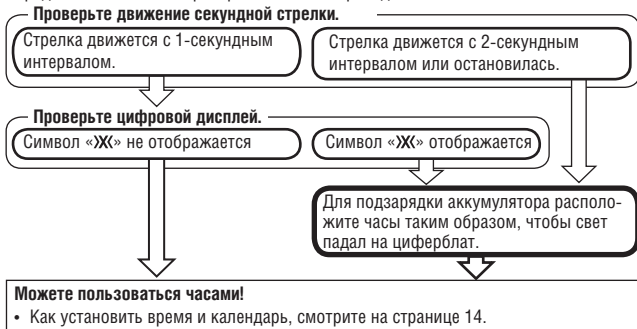 Проверьте движение секундной стрелки.
Стрелка движется с 1-секундным
интервалом.
Стрелка движется с 2-секундным
интервалом или остановилась.
Проверьте цифровой дисплей.
Символ «» не отображается
Символ «» отображается
Для подзарядки аккумулятора располо-
жите часы таким образом, чтобы свет
падал на циферблат.
Можете пользоваться часами!
• Как установить время и календарь, смотрите на странице 14.